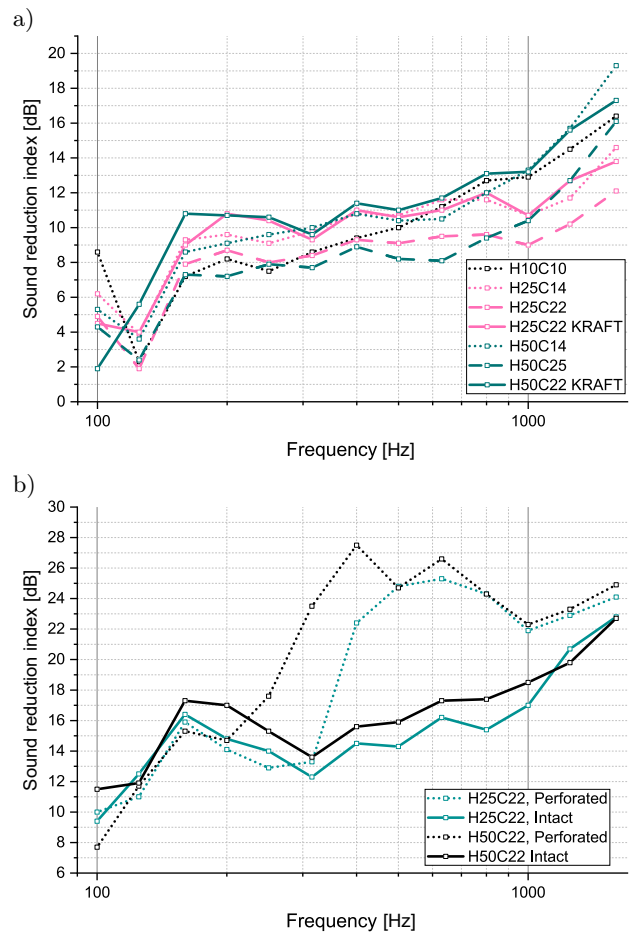 a)
20
18
16
14
12
10
8
6
4
2
0
Sound reduction index [dB]
H10C10
H25C14
H25C22
H25C22 KRAFT
H50C14
H50C25
H50C22 KRAFT
100
1000
Frequency [Hz]
b)
30
28
26
24
22
20
18
16
14
12
10
8
6
Sound reduction index [dB]
H25C22, Perforated
H25C22, Intact
H50C22, Perforated
H50C22 Intact
100
1000
Frequency [Hz]